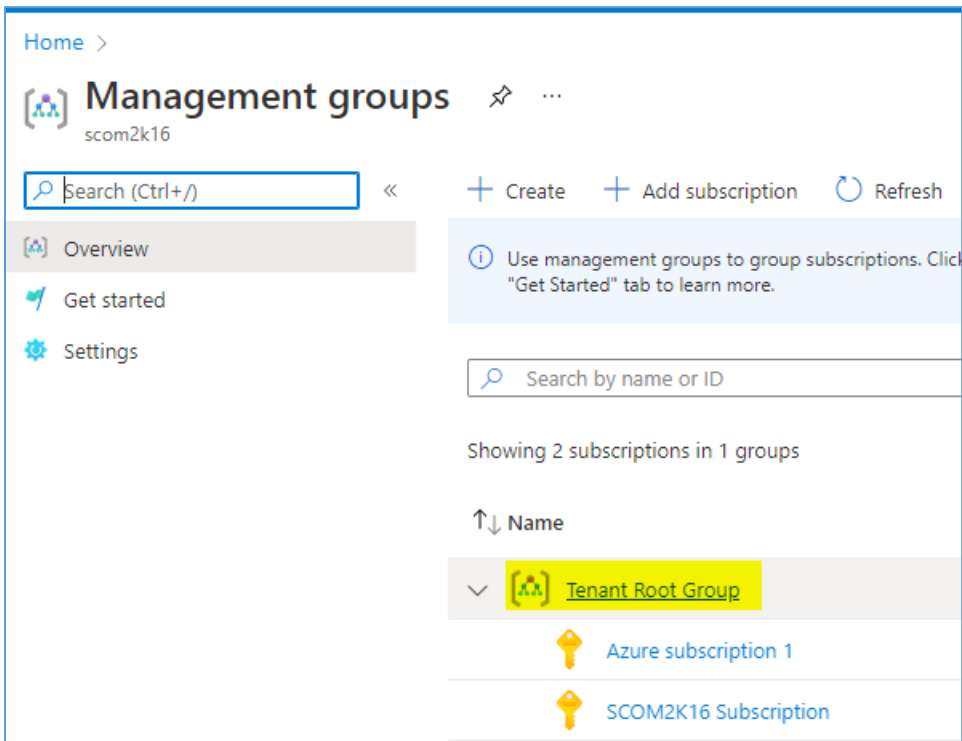 Home >
Management groups
scom2k16
Search (Ctrl+/)
Overview
Get started
Settings
+ Create + Add subscription Refresh
Use management groups to group subscriptions. Click
"Get Started" tab to learn more.
Search by name or ID
Showing 2 subscriptions in 1 groups
↑↓ Name
Tenant Root Group
Azure subscription 1
SCOM2K16 Subscription